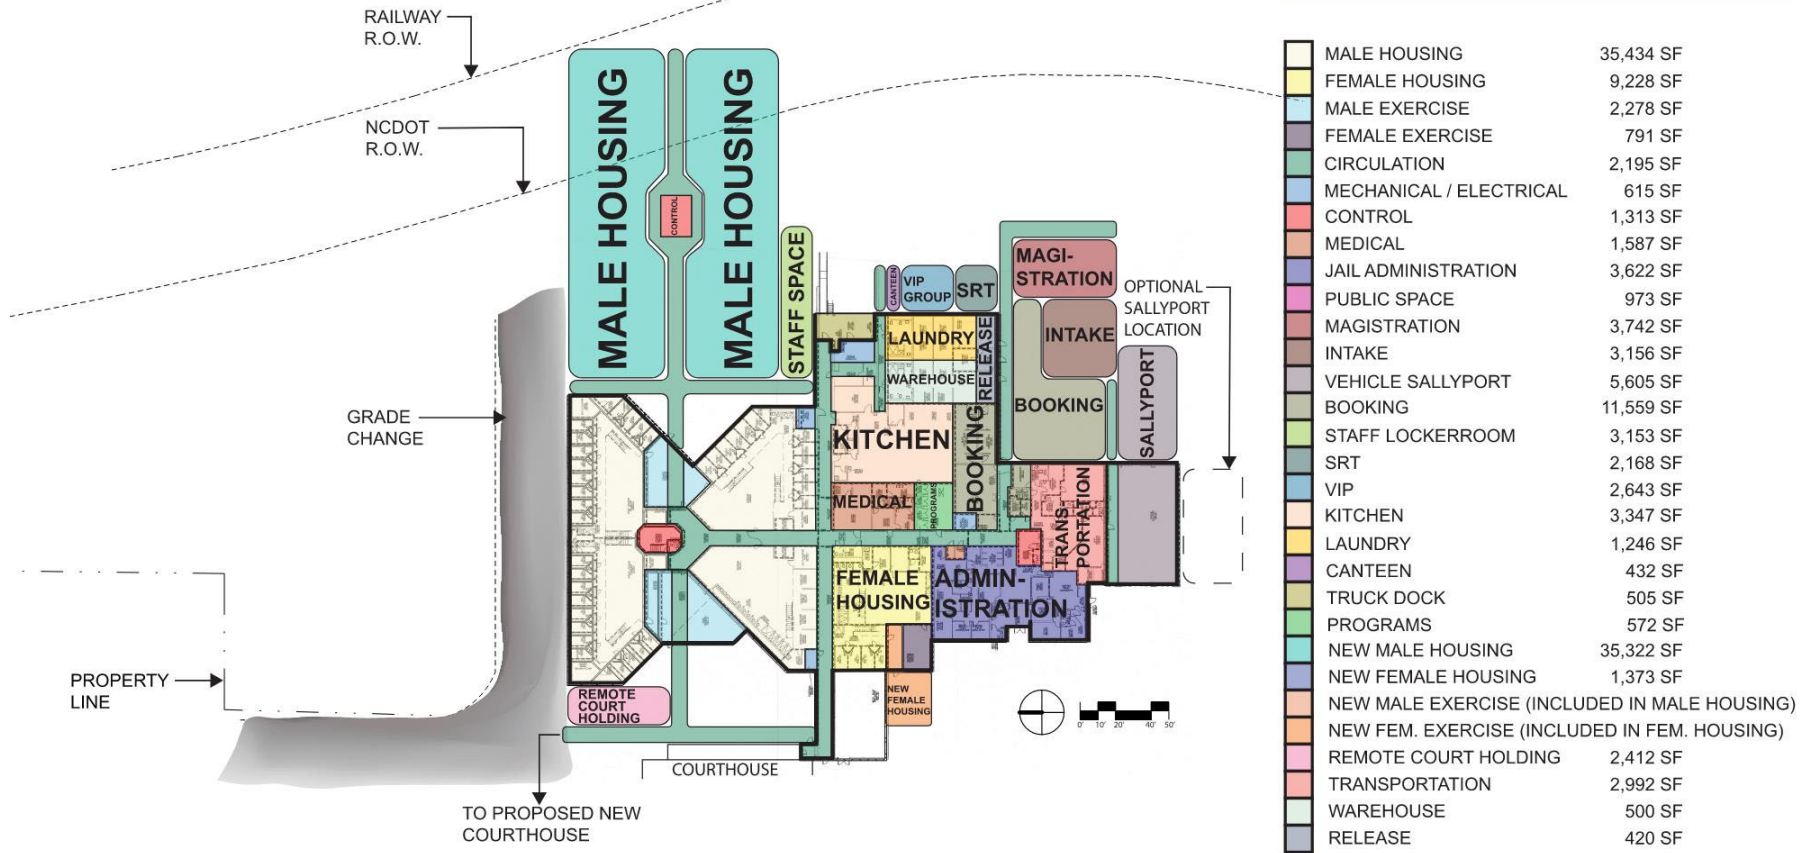 RAILWAY
R.O.W.
NCDOT
R.O.W.
GRADE
CHANGE
PROPERTY
LINE
MALE HOUSING
MALE HOUSING
CONTROL
STAFF SPACE
CANTEEN
VIP
GROUP
SRT
MAGI-
STRATION
OPTIONAL
SALLYPORT
LOCATION
INTAKE
BOOKING
SALLYPORT
LAUNDRY
RELEASE
WAREHOUSE
KITCHEN
BOOKING
MEDICAL
PROGRAMS
TRANS-
PORTATION
FEMALE
HOUSING
ADMIN-
ISTRATION
NEW
FEMALE
HOUSING
REMOTE
COURT
HOLDING
COURTHOUSE
TO PROPOSED NEW
COURTHOUSE
0' 10' 20' 40' 50'
MALE HOUSING 35,434 SF
FEMALE HOUSING 9,228 SF
MALE EXERCISE 2,278 SF
FEMALE EXERCISE 791 SF
CIRCULATION 2,195 SF
MECHANICAL / ELECTRICAL 615 SF
CONTROL 1,313 SF
MEDICAL 1,587 SF
JAIL ADMINISTRATION 3,622 SF
PUBLIC SPACE 973 SF
MAGISTRATION 3,742 SF
INTAKE 3,156 SF
VEHICLE SALLYPORT 5,605 SF
BOOKING 11,559 SF
STAFF LOCKERROOM 3,153 SF
SRT 2,168 SF
VIP 2,643 SF
KITCHEN 3,347 SF
LAUNDRY 1,246 SF
CANTEEN 432 SF
TRUCK DOCK 505 SF
PROGRAMS 572 SF
NEW MALE HOUSING 35,322 SF
NEW FEMALE HOUSING 1,373 SF
NEW MALE EXERCISE (INCLUDED IN MALE HOUSING)
NEW FEM. EXERCISE (INCLUDED IN FEM. HOUSING)
REMOTE COURT HOLDING 2,412 SF
TRANSPORTATION 2,992 SF
WAREHOUSE 500 SF
RELEASE 420 SF